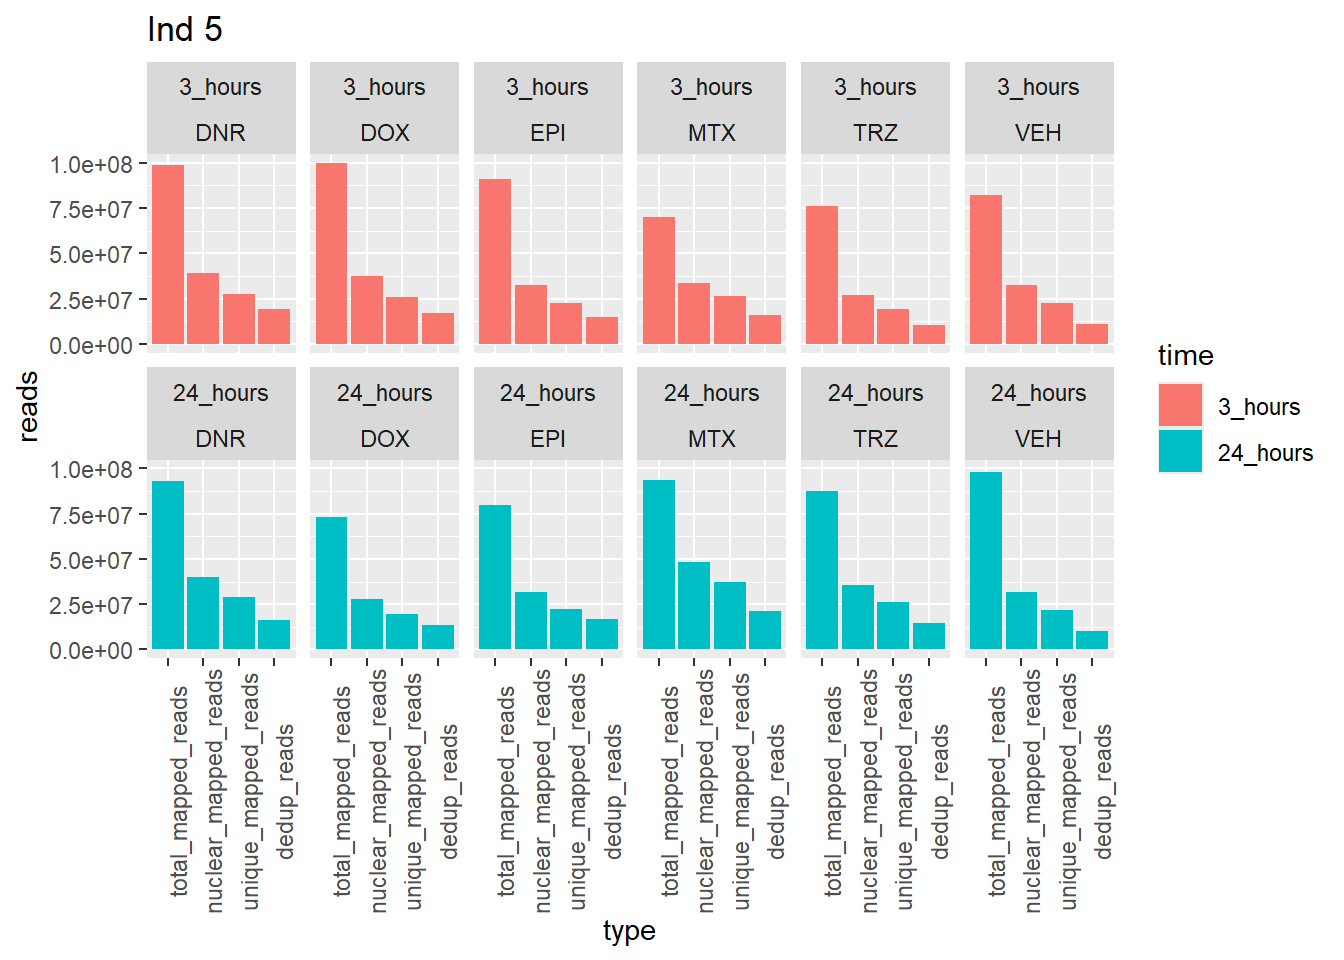 Ind 5
3_hours 3_hours 3_hours 3_hours 3_hours 3_hours
DNR DOX EPI MTX TRZ VEH
1.0e+08
7.5e+07
5.0e+07
2.5e+07
0.0e+00
reads
24_hours 24_hours 24_hours 24_hours 24_hours 24_hours
DNR DOX EPI MTX TRZ VEH
1.0e+08
7.5e+07
5.0e+07
2.5e+07
0.0e+00
total_mapped_reads
nuclear_mapped_reads
unique_mapped_reads
dedup_reads
total_mapped_reads
nuclear_mapped_reads
unique_mapped_reads
dedup_reads
total_mapped_reads
nuclear_mapped_reads
unique_mapped_reads
dedup_reads
total_mapped_reads
nuclear_mapped_reads
unique_mapped_reads
dedup_reads
total_mapped_reads
nuclear_mapped_reads
unique_mapped_reads
dedup_reads
total_mapped_reads
nuclear_mapped_reads
unique_mapped_reads
dedup_reads
type
time
3_hours
24_hours